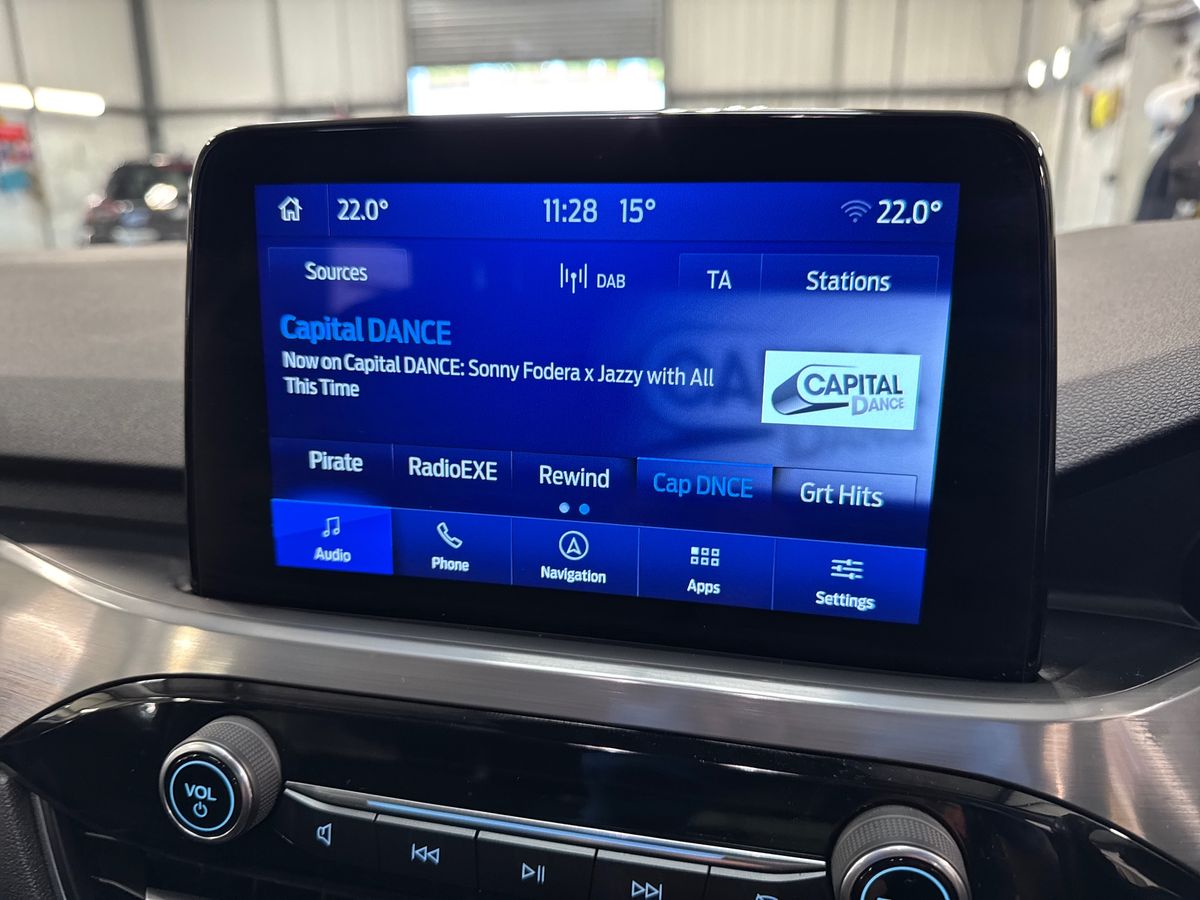 22.0°
11:28 15°
22.0°
Sources
DAB
TA
Stations
Capital DANCE
Now on Capital DANCE: Sonny Fodera x Jazzy with All
This Time
CAPITAL
DANCE
Pirate
RadioEXE
Rewind
Cap DNCE
Grt Hits
Audio
Phone
Navigation
Apps
Settings
VOL